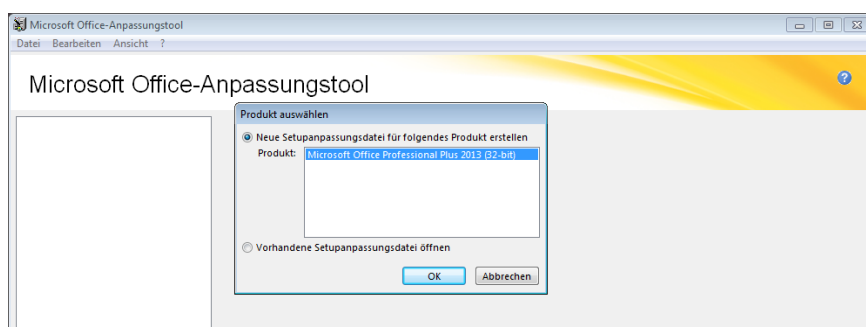 Microsoft Office-Anpassungstool
Datei Bearbeiten Ansicht ?
Microsoft Office-Anpassungstool
?
Produkt auswählen
Neue Setupanpassungsdatei für folgendes Produkt erstellen
Produkt: Microsoft Office Professional Plus 2013 (32-bit)
Vorhandene Setupanpassungsdatei öffnen
OK Abbrechen